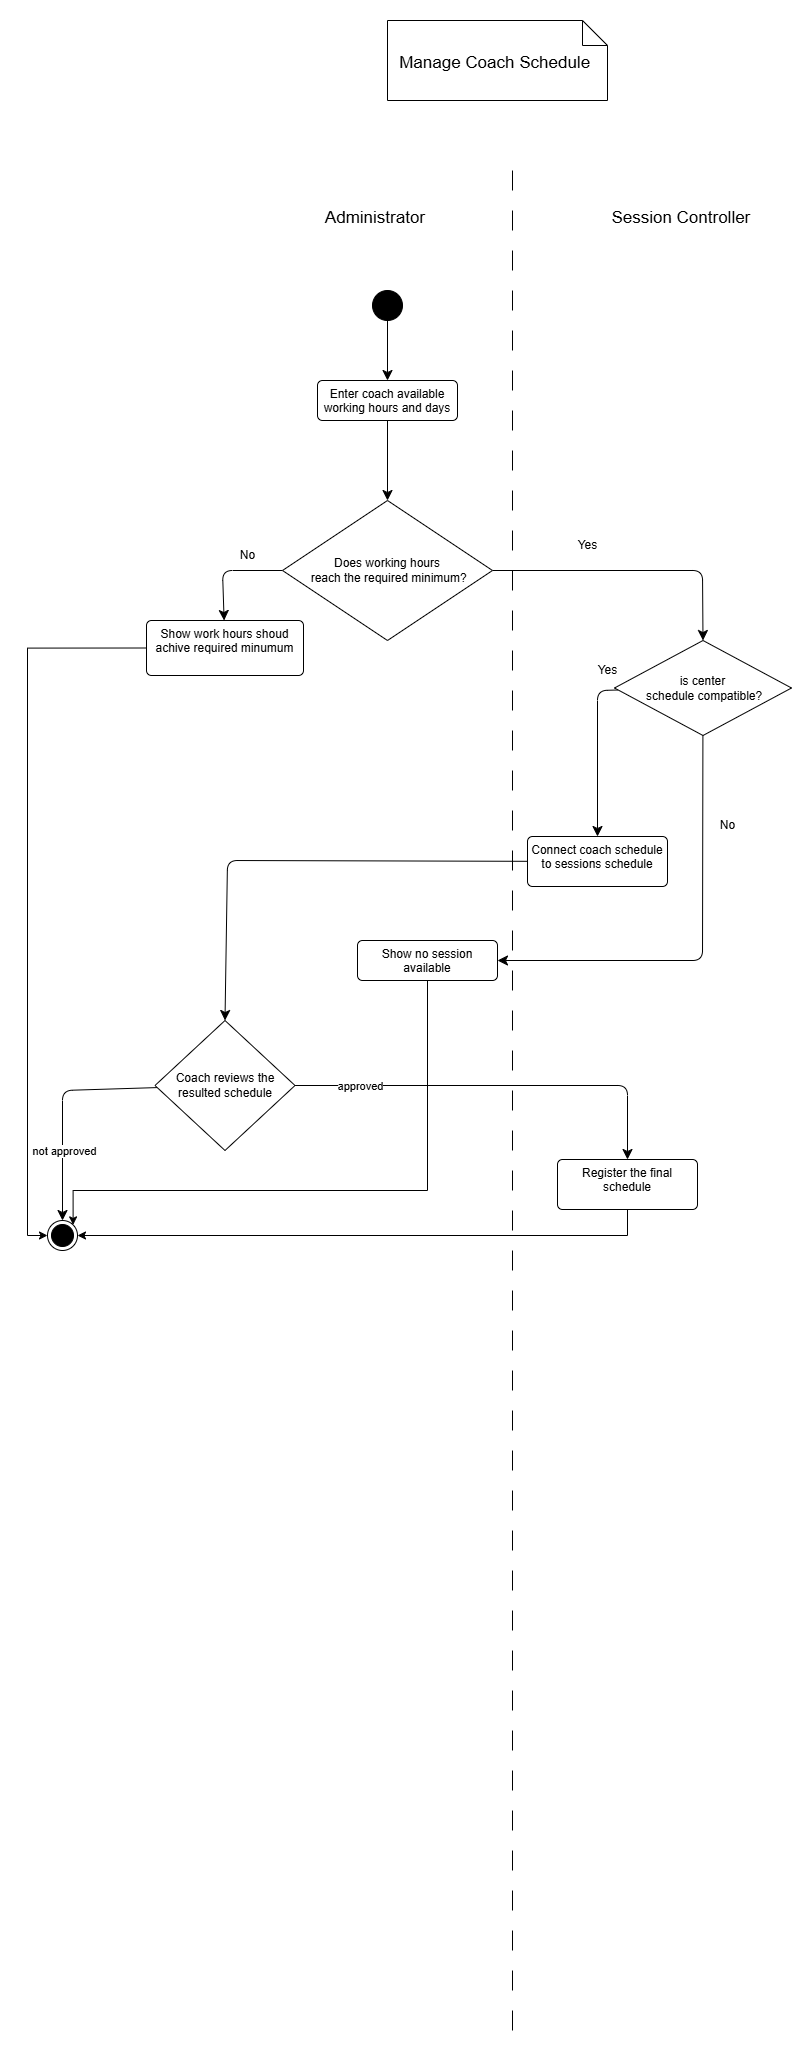 Manage Coach Schedule
Administrator
Session Controller
Enter coach available
working hours and days
Does working hours
reach the required minimum?
No
Yes
Show work hours shoud
achive required minumum
is center
schedule compatible?
Yes
No
Connect coach schedule
to sessions schedule
Show no session
available
Coach reviews the
resulted schedule
approved
not approved
Register the final
schedule